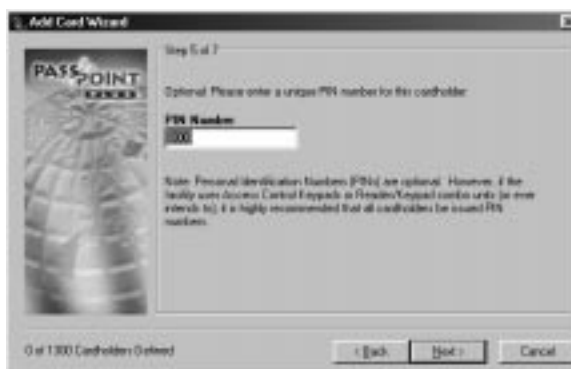 Add Card Wizard
PASSPOINT
PLUS
Step 5 of 7
Optional: Please enter a unique PIN number for this cardholder
PIN Number
Note: Personal Identification Numbers (PINs) are optional. However, if the
facility uses Access Control Keypads or Reader/Keypad combo units (or ever
intends to), it is highly recommended that all cardholders be issued PIN
numbers.
0 of 1300 Cardholders Defined
< Back
Next >
Cancel